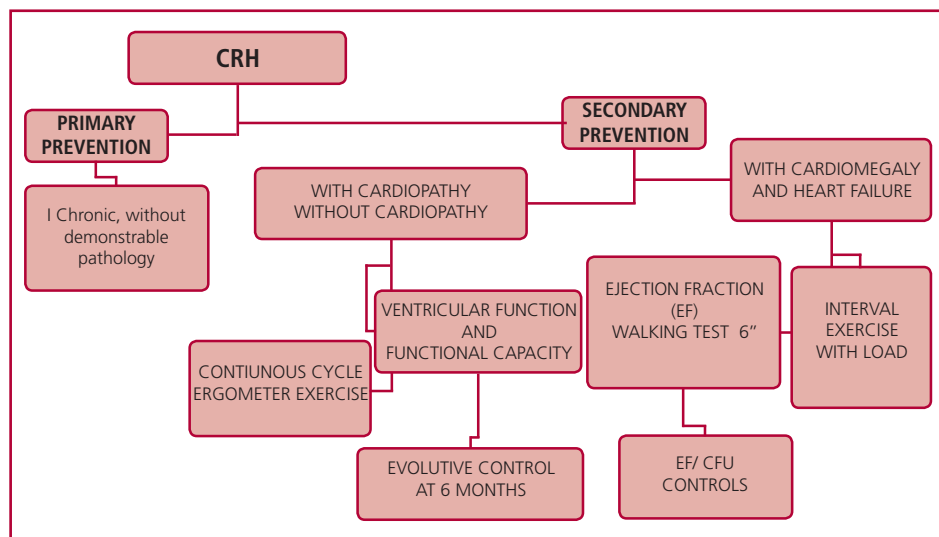 CRH
PRIMARY
PREVENTION
SECONDARY
PREVENTION
I Chronic, without
demonstrable
pathology
WITH CARDIOPATHY
WITHOUT CARDIOPATHY
WITH CARDIOMEGALY
AND HEART FAILURE
VENTRICULAR FUNCTION
AND
FUNCTIONAL CAPACITY
EJECTION FRACTION
(EF)
WALKING TEST 6”
INTERVAL
EXERCISE
WITH LOAD
CONTIUNOUS CYCLE
ERGOMETER EXERCISE
EVOLUTIVE CONTROL
AT 6 MONTHS
EF/ CFU
CONTROLS